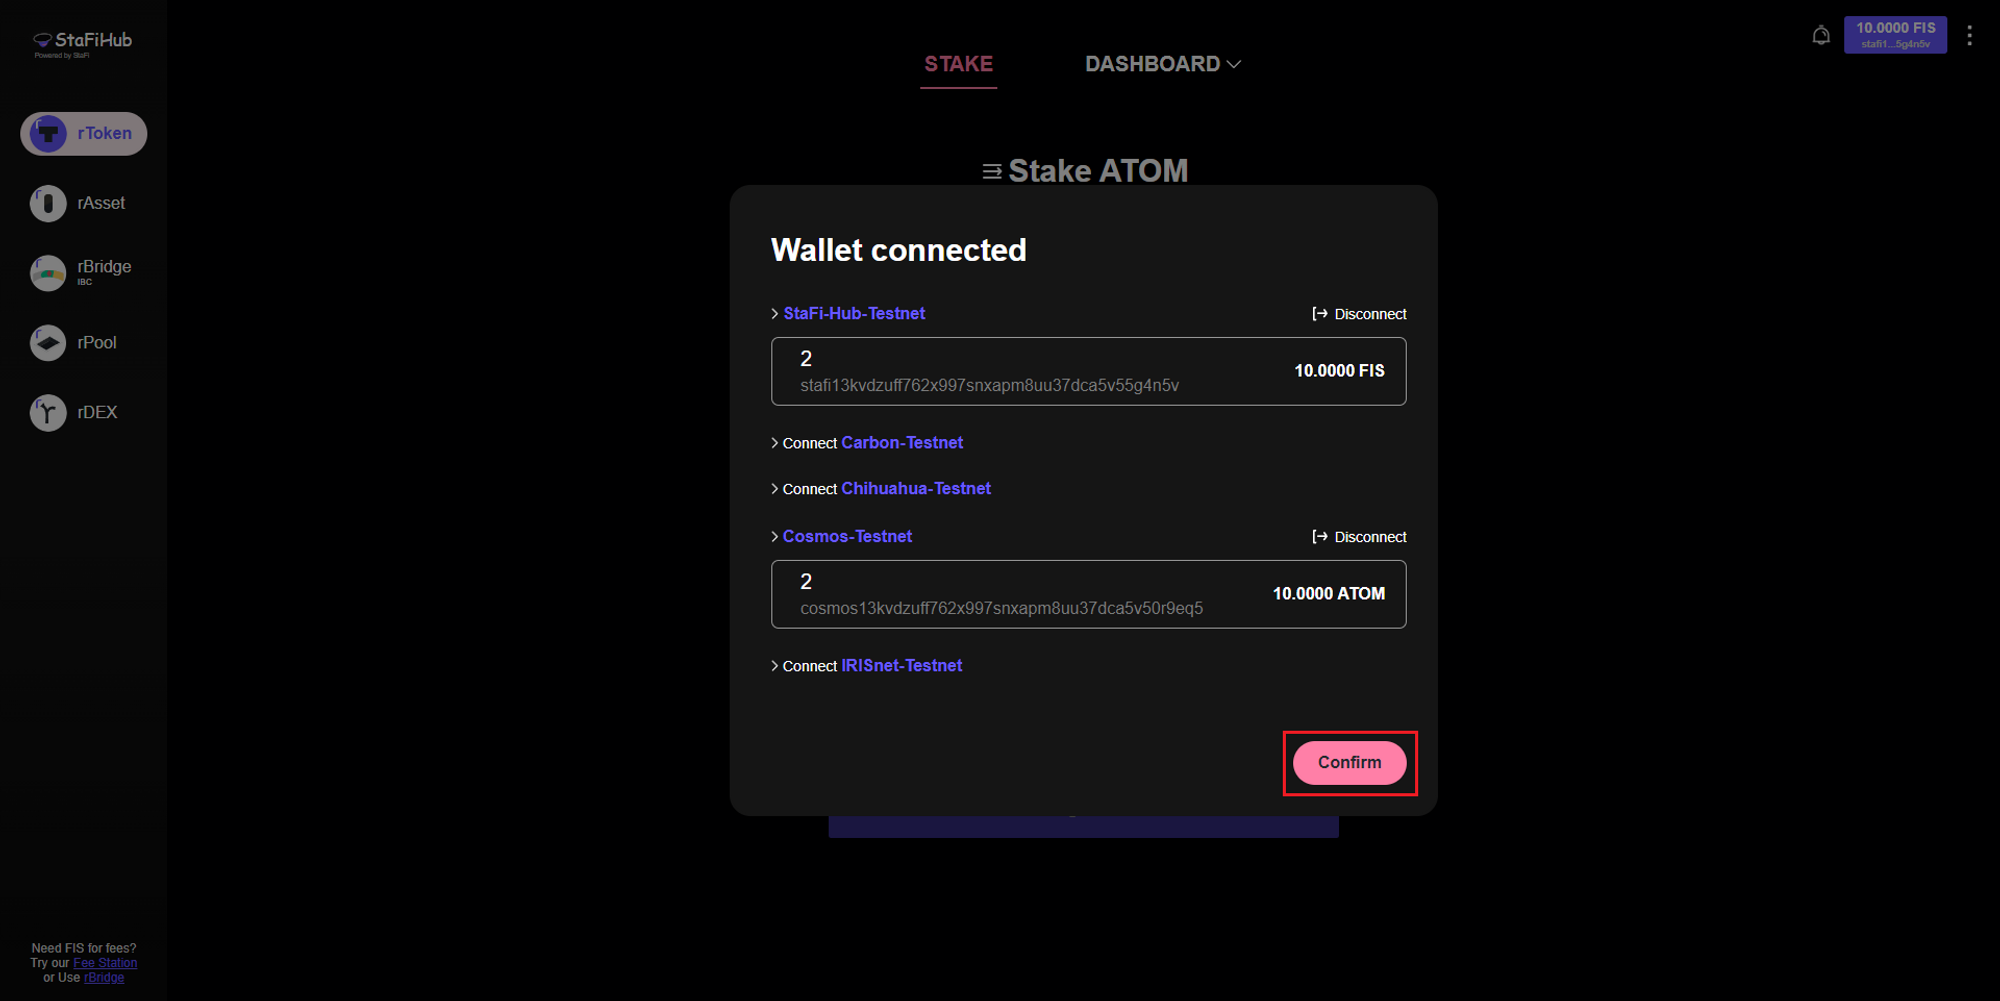 StaFiHub
Powered by StaFi
rToken
rAsset
rBridge
IBC
rPool
rDEX
Need FIS for fees?
Try our Fee Station
or Use rBridge
STAKE
DASHBOARD
10.0000 FIS
stafi1...5g4n5v
Stake ATOM
Wallet connected
StaFi-Hub-Testnet
Disconnect
2
stafi13kvdzuff762x997snxapm8uu37dca5v55g4n5v
10.0000 FIS
Connect Carbon-Testnet
Connect Chihuahua-Testnet
Cosmos-Testnet
Disconnect
2
cosmos13kvdzuff762x997snxapm8uu37dca5v50r9eq5
10.0000 ATOM
Connect IRISnet-Testnet
Confirm